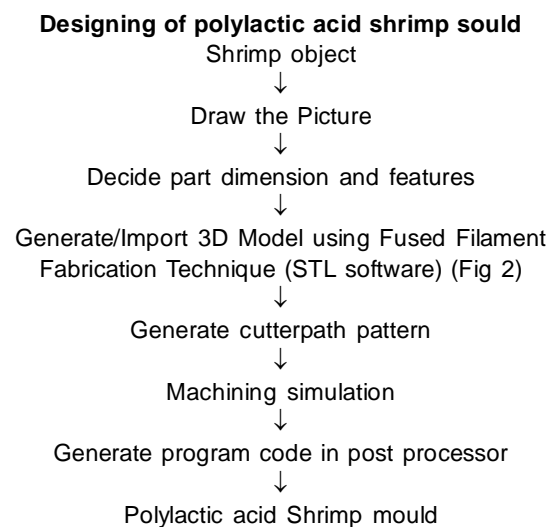 Designing of polylactic acid shrimp sould
Shrimp object
↓
Draw the Picture
↓
Decide part dimension and features
↓
Generate/Import 3D Model using Fused Filament
Fabrication Technique (STL software) (Fig 2)
↓
Generate cutterpath pattern
↓
Machining simulation
↓
Generate program code in post processor
↓
Polylactic acid Shrimp mould